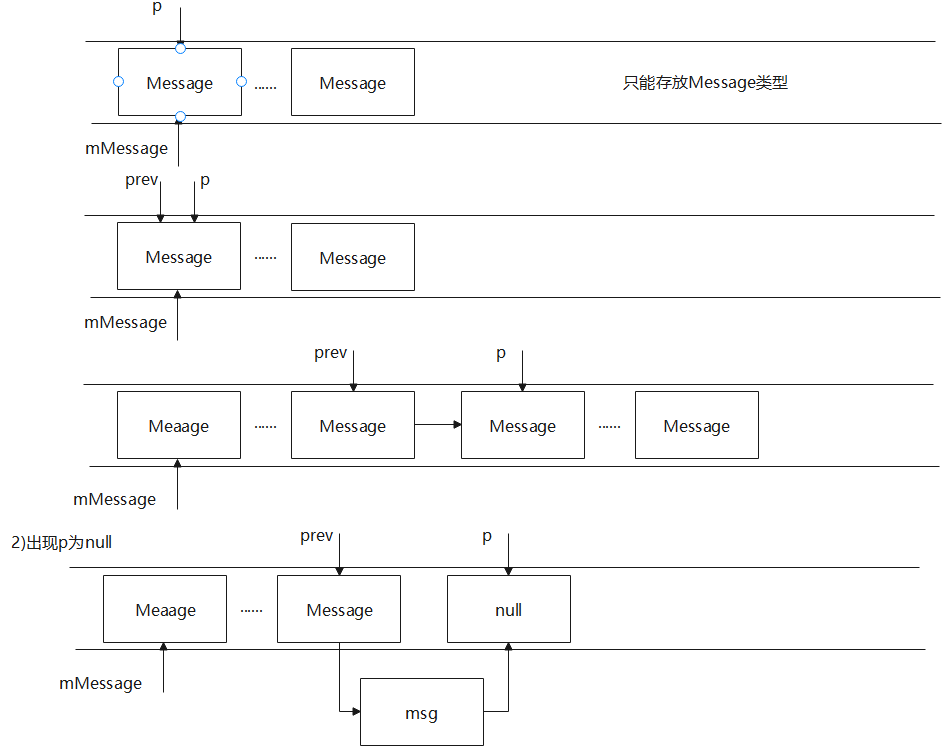 p
Message
......
Message
只能存放Message类型
mMessage
prev
p
Message
......
Message
mMessage
prev
p
Meaage
......
Message
Message
......
Message
mMessage
2)出现p为null
prev
p
Meaage
......
Message
null
mMessage
msg